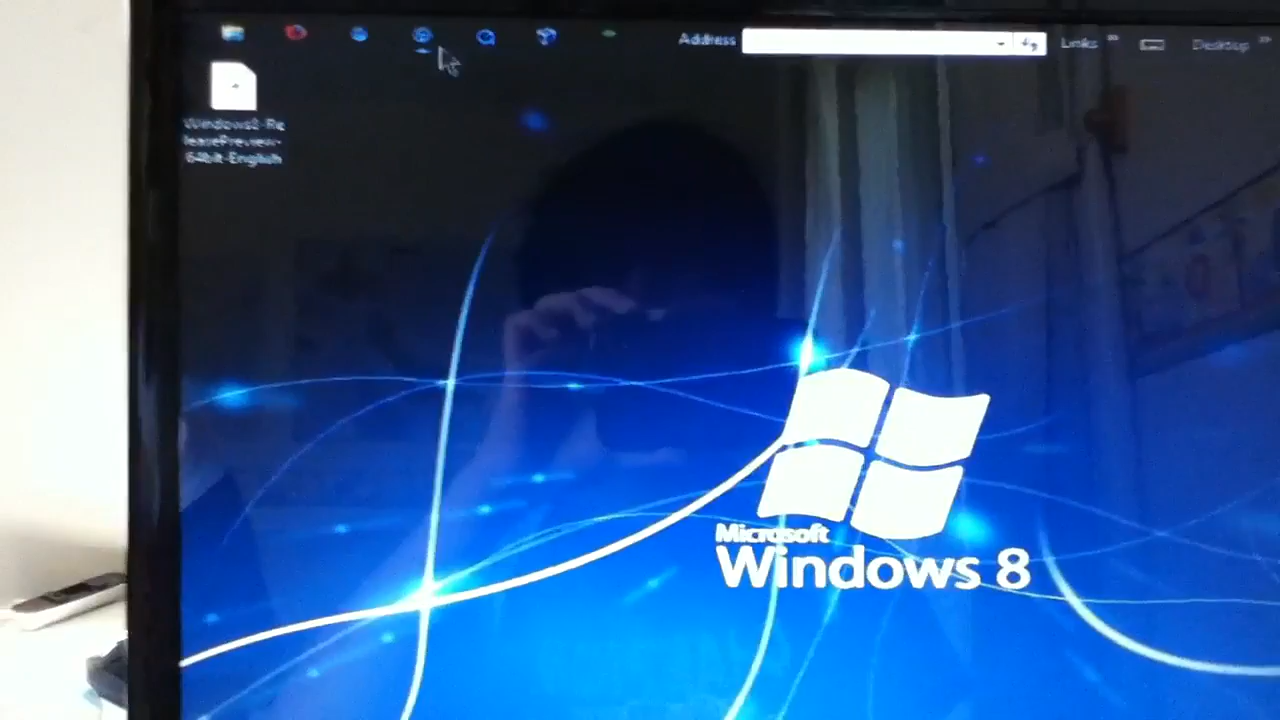 Address
Links
Desktop
Windows8-Re
leasePreview-
64bit-English
Microsoft
Windows 8